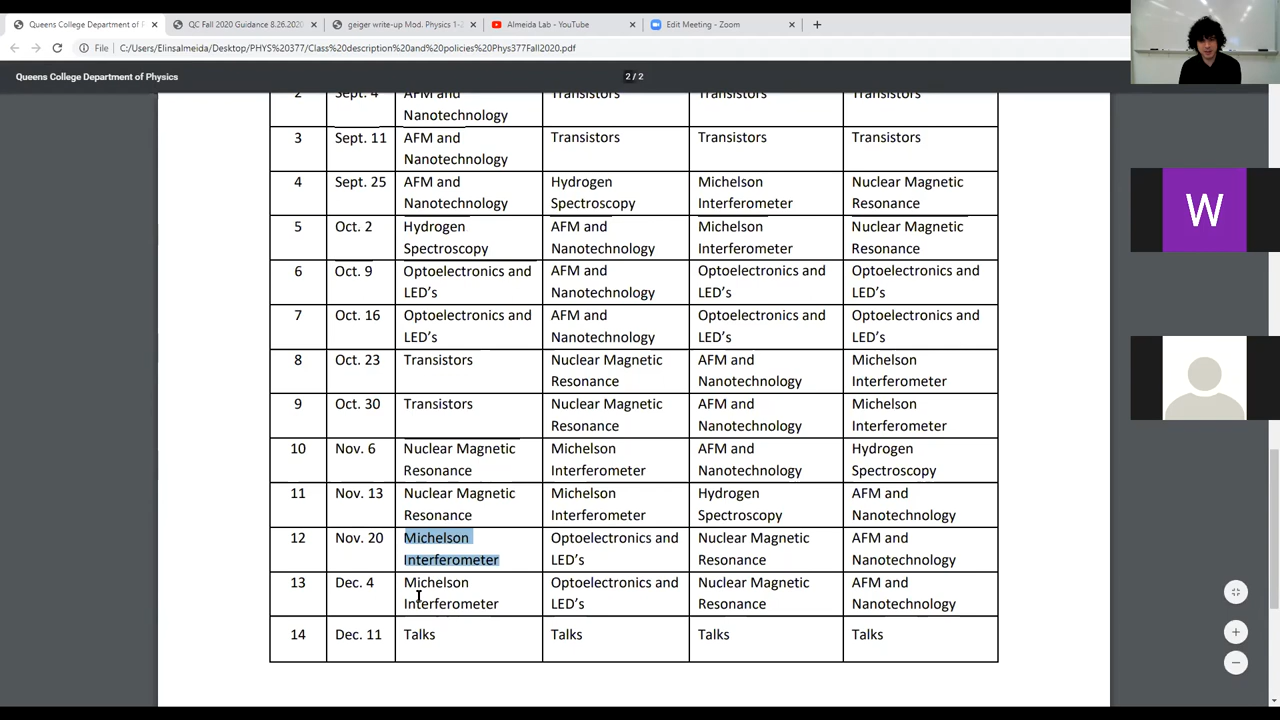 Queens College Department of P
QC Fall 2020 Guidance 8.26.2020
geiger write-up Mod. Physics 1-2
Almeida Lab - YouTube
Edit Meeting - Zoom
File
C:/Users/Elinsalmeida/Desktop/PHYS%20377/Class%20description%20and%20policies%20Phys377Fall2020.pdf
Queens College Department of Physics
2 / 2
2 Sept. 4 AFM and Transistors Transistors Transistors
Nanotechnology
3 Sept. 11 AFM and Transistors Transistors Transistors
Nanotechnology
4 Sept. 25 AFM and Hydrogen Michelson Nuclear Magnetic
Nanotechnology Spectroscopy Interferometer Resonance
5 Oct. 2 Hydrogen AFM and Michelson Nuclear Magnetic
Spectroscopy Nanotechnology Interferometer Resonance
6 Oct. 9 Optoelectronics and AFM and Optoelectronics and Optoelectronics and
LED's Nanotechnology LED's LED's
7 Oct. 16 Optoelectronics and AFM and Optoelectronics and Optoelectronics and
LED's Nanotechnology LED's LED's
8 Oct. 23 Transistors Nuclear Magnetic AFM and Michelson
Resonance Nanotechnology Interferometer
9 Oct. 30 Transistors Nuclear Magnetic AFM and Michelson
Resonance Nanotechnology Interferometer
10 Nov. 6 Nuclear Magnetic Michelson AFM and Hydrogen
Resonance Interferometer Nanotechnology Spectroscopy
11 Nov. 13 Nuclear Magnetic Michelson Hydrogen AFM and
Resonance Interferometer Spectroscopy Nanotechnology
12 Nov. 20 Michelson Optoelectronics and Nuclear Magnetic AFM and
Interferometer LED's Resonance Nanotechnology
13 Dec. 4 Michelson Optoelectronics and Nuclear Magnetic AFM and
Interferometer LED's Resonance Nanotechnology
14 Dec. 11 Talks Talks Talks Talks
W